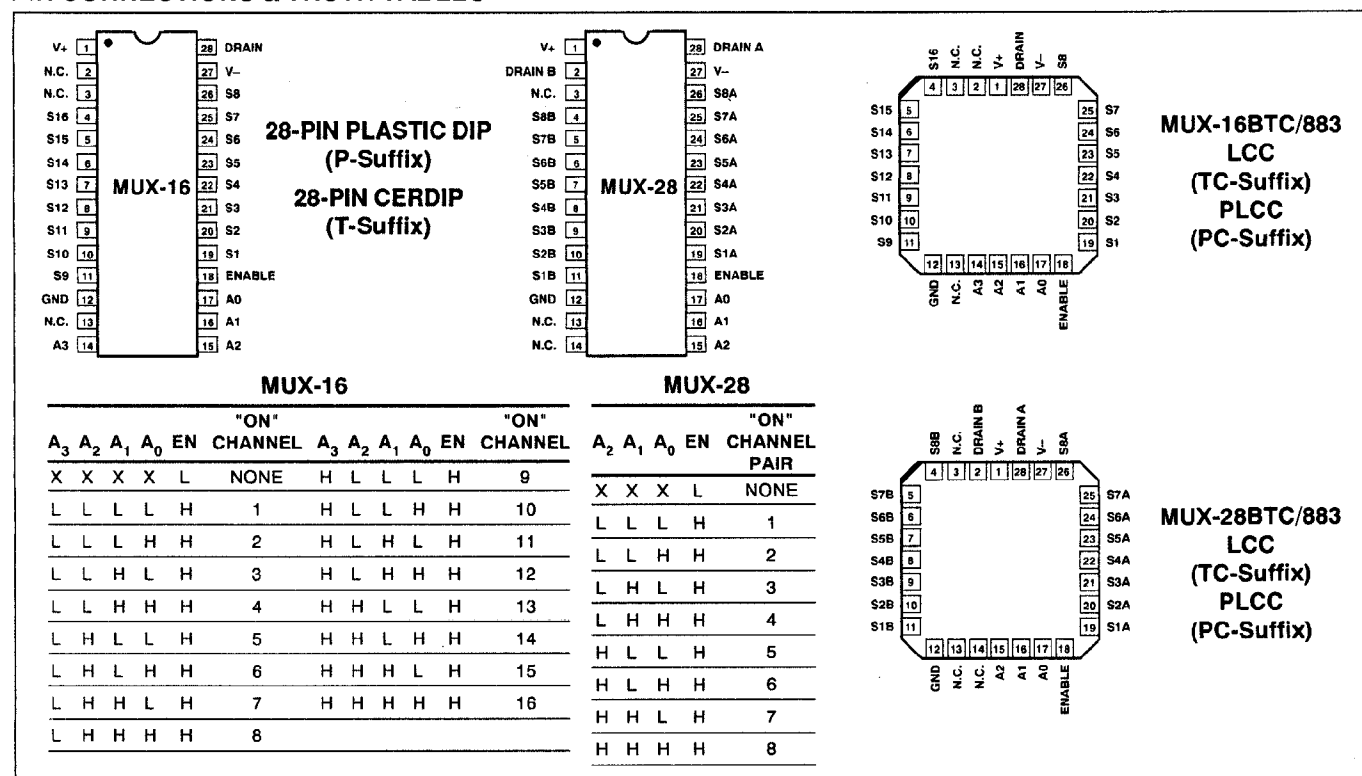 V+ 1 28 DRAIN
N.C. 2 27 V–
N.C. 3 26 S8
S16 4 25 S7
S15 5 24 S6
S14 6 23 S5
S13 7 22 S4
S12 8 21 S3
S11 9 20 S2
S10 10 19 S1
S9 11 18 ENABLE
GND 12 17 A0
N.C. 13 16 A1
A3 14 15 A2
MUX-16
28-PIN PLASTIC DIP
(P-Suffix)
28-PIN CERDIP
(T-Suffix)
V+ 1 28 DRAIN A
DRAIN B 2 27 V–
N.C. 3 26 S8A
S8B 4 25 S7A
S7B 5 24 S6A
S6B 6 23 S5A
S5B 7 22 S4A
S4B 8 21 S3A
S3B 9 20 S2A
S2B 10 19 S1A
S1B 11 18 ENABLE
GND 12 17 A0
N.C. 13 16 A1
N.C. 14 15 A2
MUX-28
S16 N.C. N.C. V+ DRAIN V– S8
4 3 2 1 28 27 26
S15 5 25 S7
S14 6 24 S6
S13 7 23 S5
S12 8 22 S4
S11 9 21 S3
S10 10 20 S2
S9 11 19 S1
12 13 14 15 16 17 18
GND N.C. A3 A2 A1 A0 ENABLE
MUX-16BTC/883
LCC
(TC-Suffix)
PLCC
(PC-Suffix)
MUX-16
A3 A2 A1 A0 EN "ON" CHANNEL A3 A2 A1 A0 EN "ON" CHANNEL
X X X X L NONE H L L L H 9
L L L L H 1 H L L H H 10
L L L H H 2 H L H L H 11
L L H L H 3 H L H H H 12
L L H H H 4 H H L L H 13
L H L L H 5 H H L H H 14
L H L H H 6 H H H L H 15
L H H L H 7 H H H H H 16
L H H H H 8
MUX-28
A2 A1 A0 EN "ON" CHANNEL PAIR
X X X L NONE
L L L H 1
L L H H 2
L H L H 3
L H H H 4
H L L H 5
H L H H 6
H H L H 7
H H H H 8
S8B N.C. DRAIN B V+ DRAIN A V– S8A
4 3 2 1 28 27 26
S7B 5 25 S7A
S6B 6 24 S6A
S5B 7 23 S5A
S4B 8 22 S4A
S3B 9 21 S3A
S2B 10 20 S2A
S1B 11 19 S1A
12 13 14 15 16 17 18
GND N.C. N.C. A2 A1 A0 ENABLE
MUX-28BTC/883
LCC
(TC-Suffix)
PLCC
(PC-Suffix)